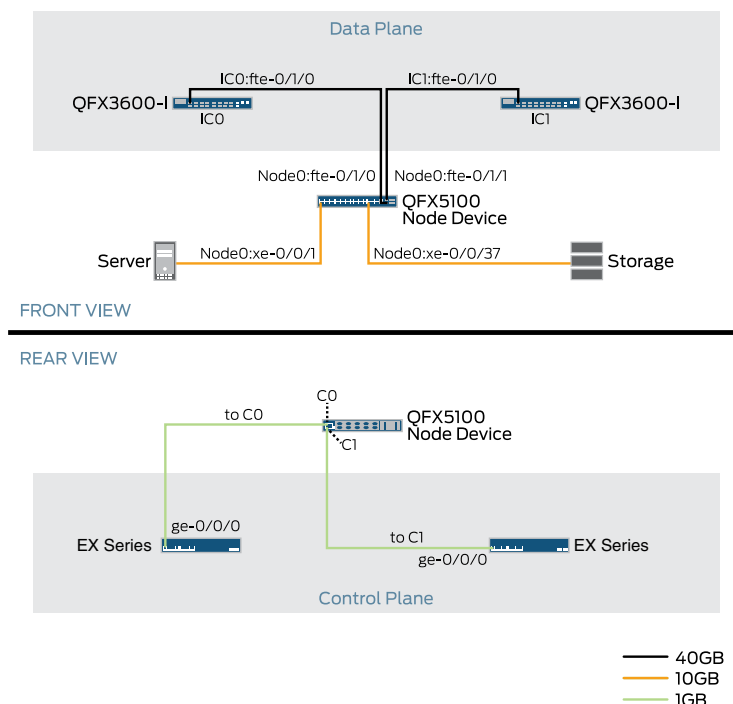 Data Plane
IC0:fte-0/1/0
IC1:fte-0/1/0
QFX3600-I
IC0
IC1
QFX3600-I
Node0:fte-0/1/0
Node0:fte-0/1/1
QFX5100
Node Device
Server
Node0:xe-0/0/1
Node0:xe-0/0/37
Storage
FRONT VIEW
REAR VIEW
C0
to C0
QFX5100
Node Device
C1
ge-0/0/0
EX Series
to C1
ge-0/0/0
EX Series
Control Plane
40GB
10GB
1GB